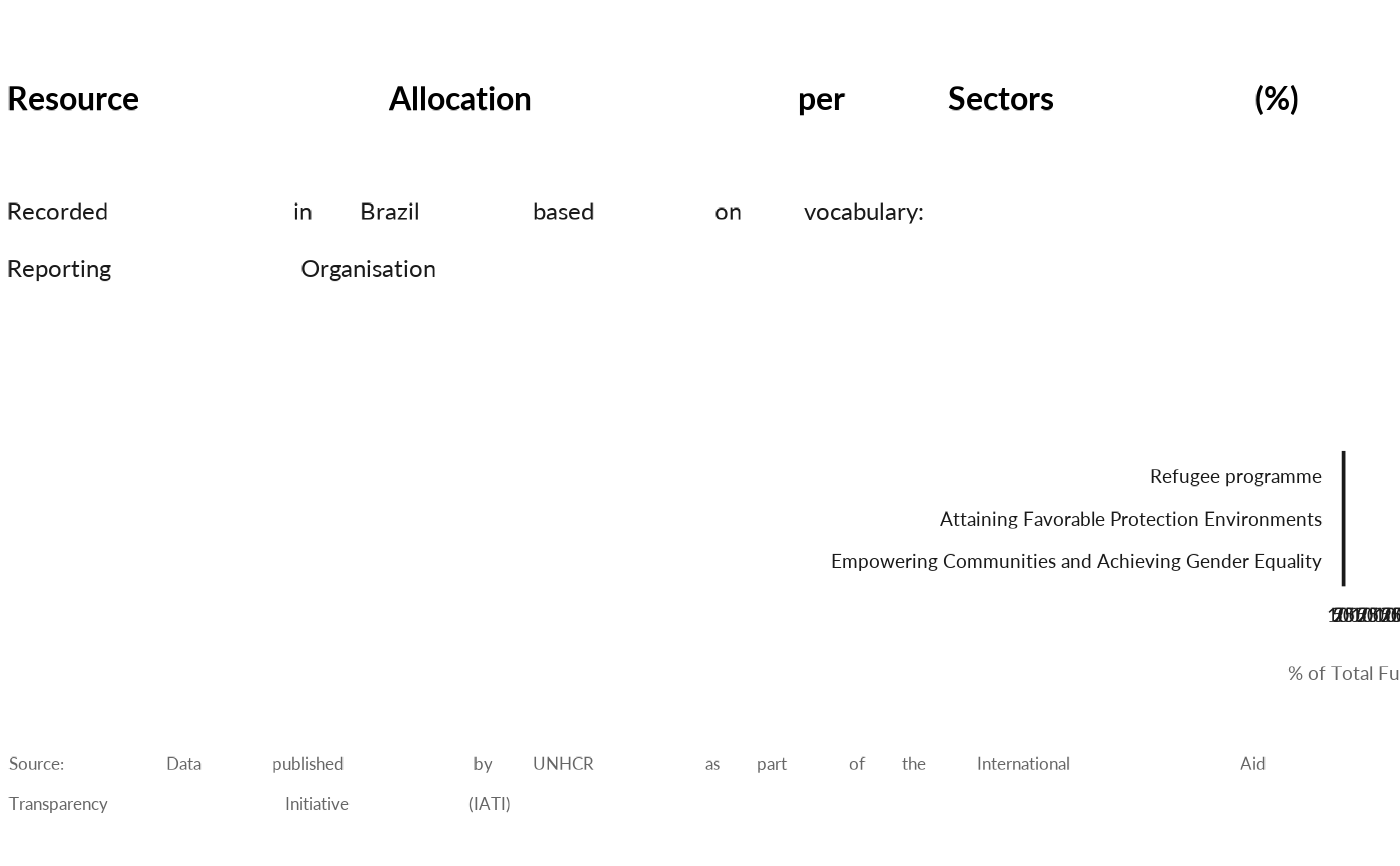 Resource Allocation per Sectors (%)
Recorded in Brazil based on vocabulary:
Reporting Organisation
Refugee programme
Attaining Favorable Protection Environments
Empowering Communities and Achieving Gender Equality
% of Total Fu
Source: Data published by UNHCR as part of the International Aid
Transparency Initiative (IATI)